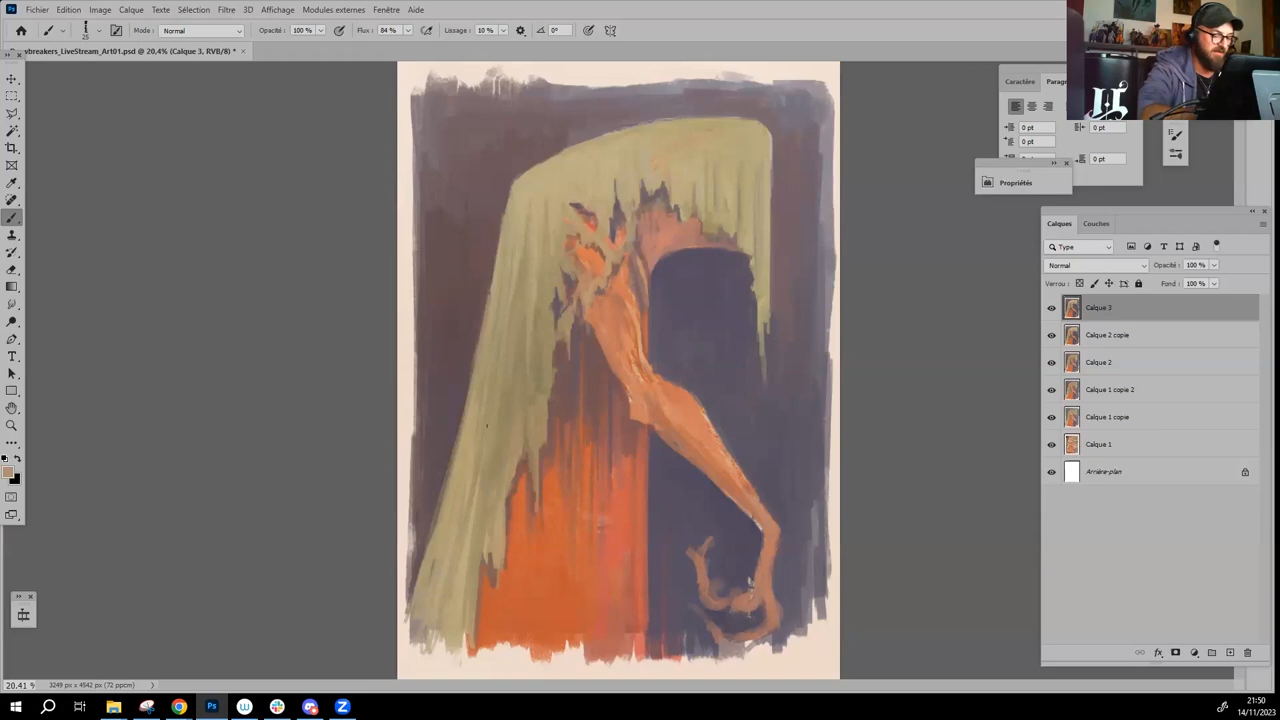 Fichier Edition Image Calque Texte Sélection Filtre 3D Affichage Modules externes Fenêtre Aide
25 Mode : Normal Opacité : 100 % Flux : 84 % Lissage : 10 % 0°
ybreakers_LiveStream_Art01.psd @ 20,4% (Calque 3, RVB/8) * ×
Caractère Parag
0 pt 0 pt
0 pt
0 pt
Propriétés
Calques Couches
Type
Normal Opacité : 100 %
Verrou : Fond : 100 %
Calque 3
Calque 2 copie
Calque 2
Calque 1 copie 2
Calque 1 copie
Calque 1
Arrière-plan
20,41 % 3249 px x 4542 px (72 ppcm)
21:50
14/11/2023